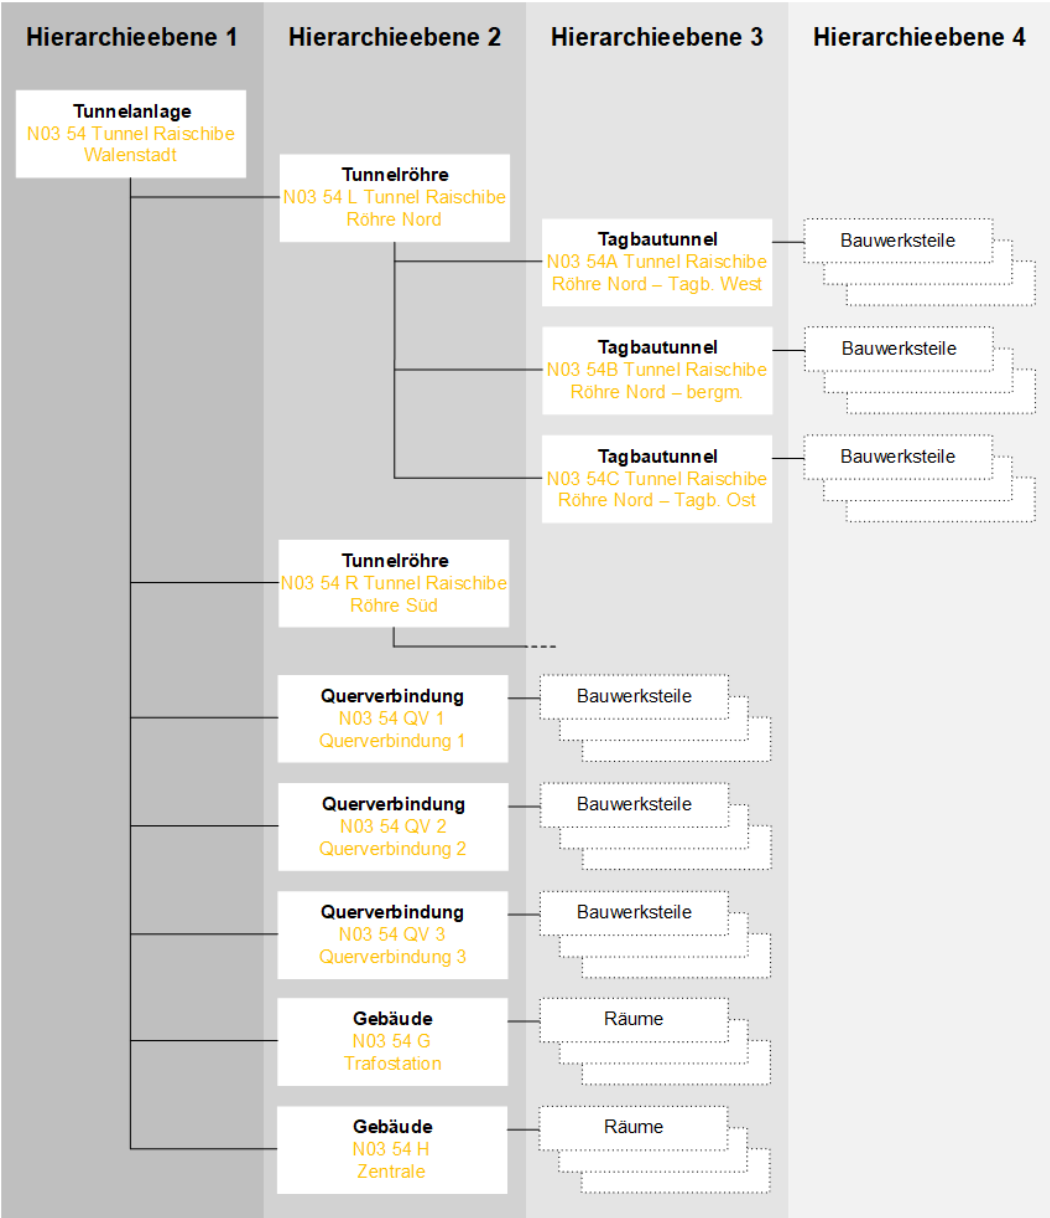 Hierarchieebene 1
Hierarchieebene 2
Hierarchieebene 3
Hierarchieebene 4
Tunnelanlage
N03 54 Tunnel Raischibe
Walenstadt
Tunnelröhre
N03 54 L Tunnel Raischibe
Röhre Nord
Tagbautunnel
N03 54A Tunnel Raischibe
Röhre Nord – Tagb. West
Bauwerksteile
Tagbautunnel
N03 54B Tunnel Raischibe
Röhre Nord – bergm.
Bauwerksteile
Tagbautunnel
N03 54C Tunnel Raischibe
Röhre Nord – Tagb. Ost
Bauwerksteile
Tunnelröhre
N03 54 R Tunnel Raischibe
Röhre Süd
Querverbindung
N03 54 QV 1
Querverbindung 1
Bauwerksteile
Querverbindung
N03 54 QV 2
Querverbindung 2
Bauwerksteile
Querverbindung
N03 54 QV 3
Querverbindung 3
Bauwerksteile
Gebäude
N03 54 G
Trafostation
Räume
Gebäude
N03 54 H
Zentrale
Räume